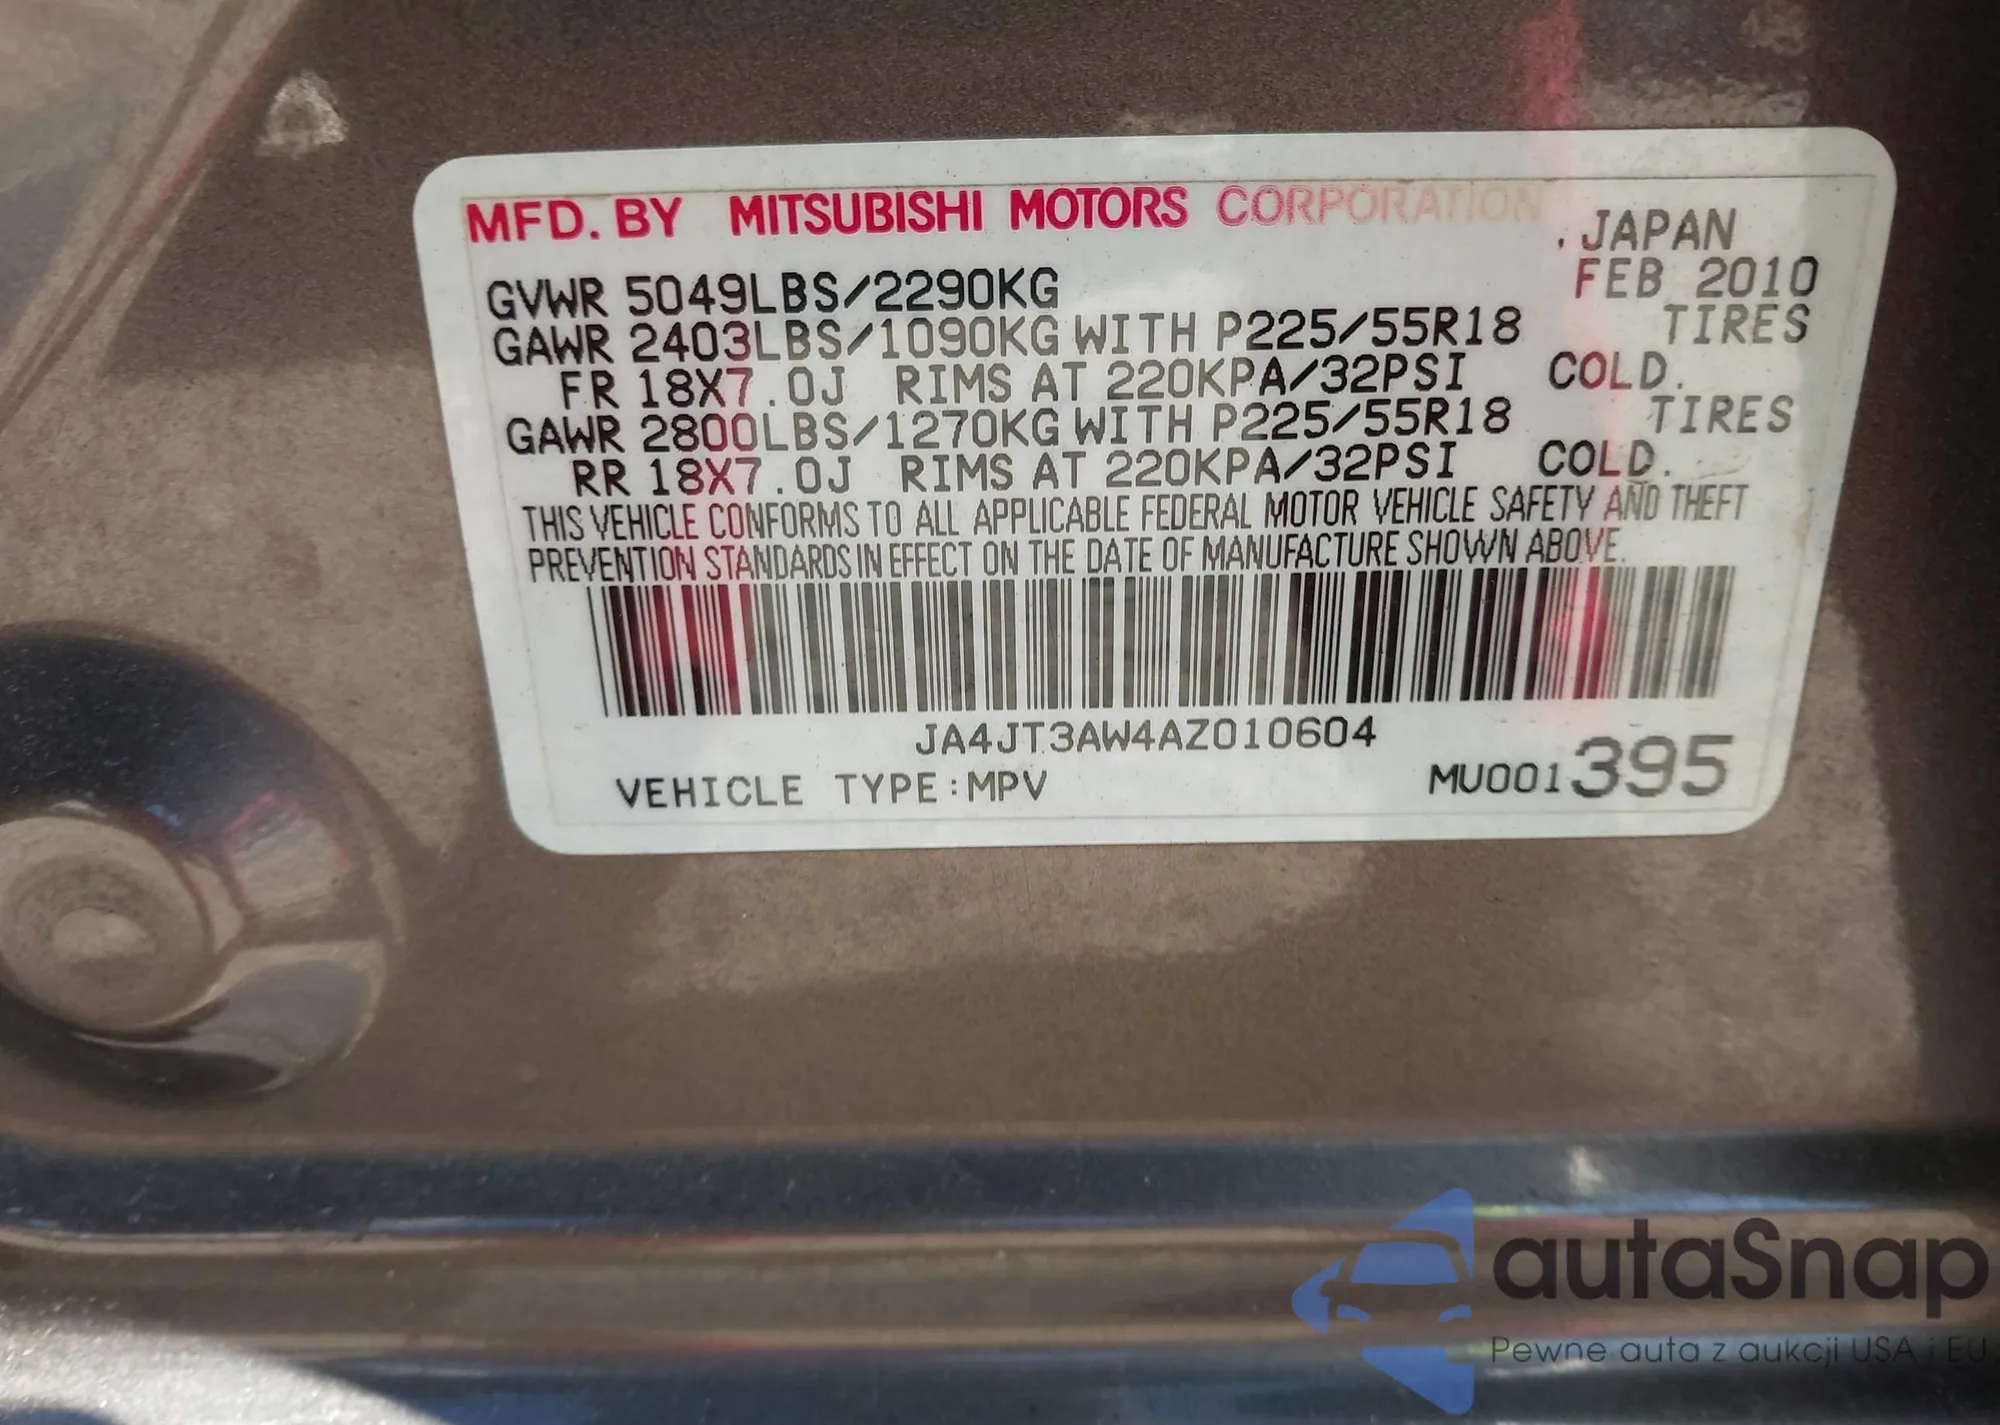 MFD. BY MITSUBISHI MOTORS CORPORATION
.JAPAN
FEB 2010
GVWR 5049LBS/2290KG
GAWR 2403LBS/1090KG WITH P225/55R18 TIRES
FR 18X7.0J RIMS AT 220KPA/32PSI COLD.
GAWR 2800LBS/1270KG WITH P225/55R18 TIRES
RR 18X7.0J RIMS AT 220KPA/32PSI COLD.
THIS VEHICLE CONFORMS TO ALL APPLICABLE FEDERAL MOTOR VEHICLE SAFETY AND THEFT
PREVENTION STANDARDS IN EFFECT ON THE DATE OF MANUFACTURE SHOWN ABOVE.
JA4JT3AW4AZ010604
VEHICLE TYPE:MPV MU001395
autaSnap
Pewne auta z aukcji USA i EU